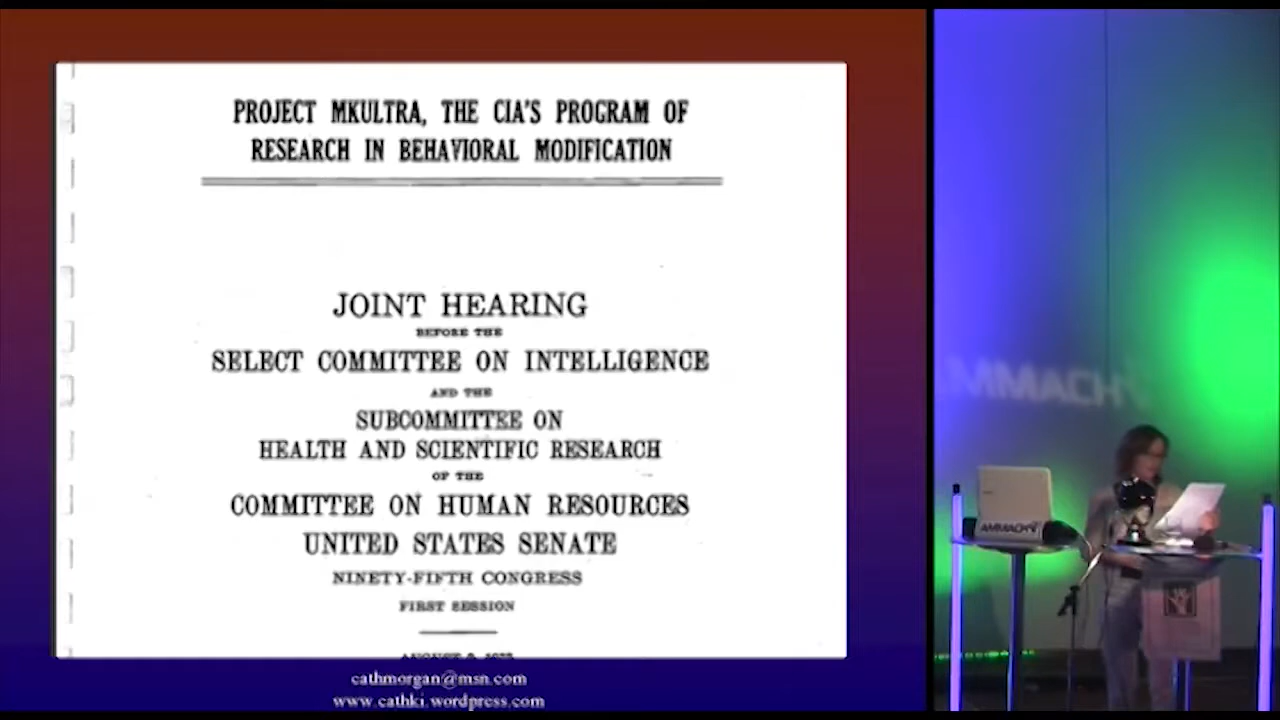 PROJECT MKULTRA, THE CIA'S PROGRAM OF
RESEARCH IN BEHAVIORAL MODIFICATION
JOINT HEARING
BEFORE THE
SELECT COMMITTEE ON INTELLIGENCE
AND THE
SUBCOMMITTEE ON
HEALTH AND SCIENTIFIC RESEARCH
OF THE
COMMITTEE ON HUMAN RESOURCES
UNITED STATES SENATE
NINETY-FIFTH CONGRESS
FIRST SESSION
cathmorgan@msn.com
www.cathki.wordpress.com
AMMACH
AMMACH